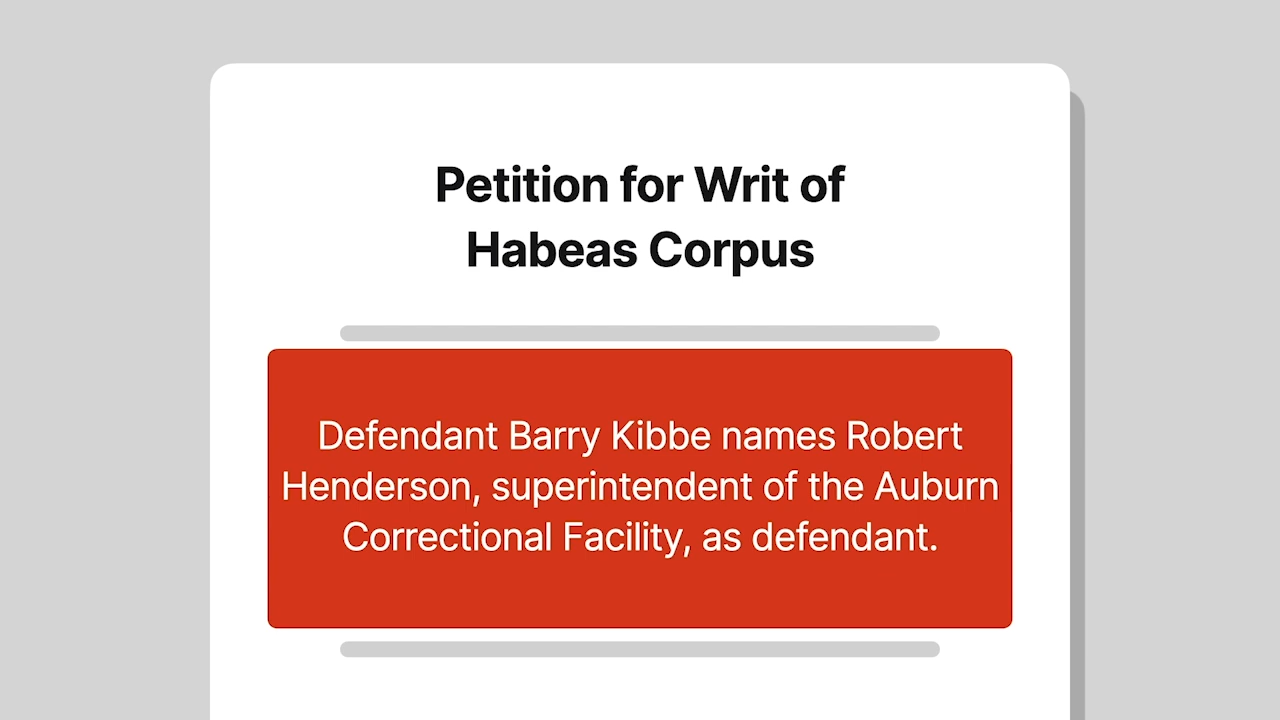 Petition for Writ of
Habeas Corpus
Defendant Barry Kibbe names Robert
Henderson, superintendent of the Auburn
Correctional Facility, as defendant.